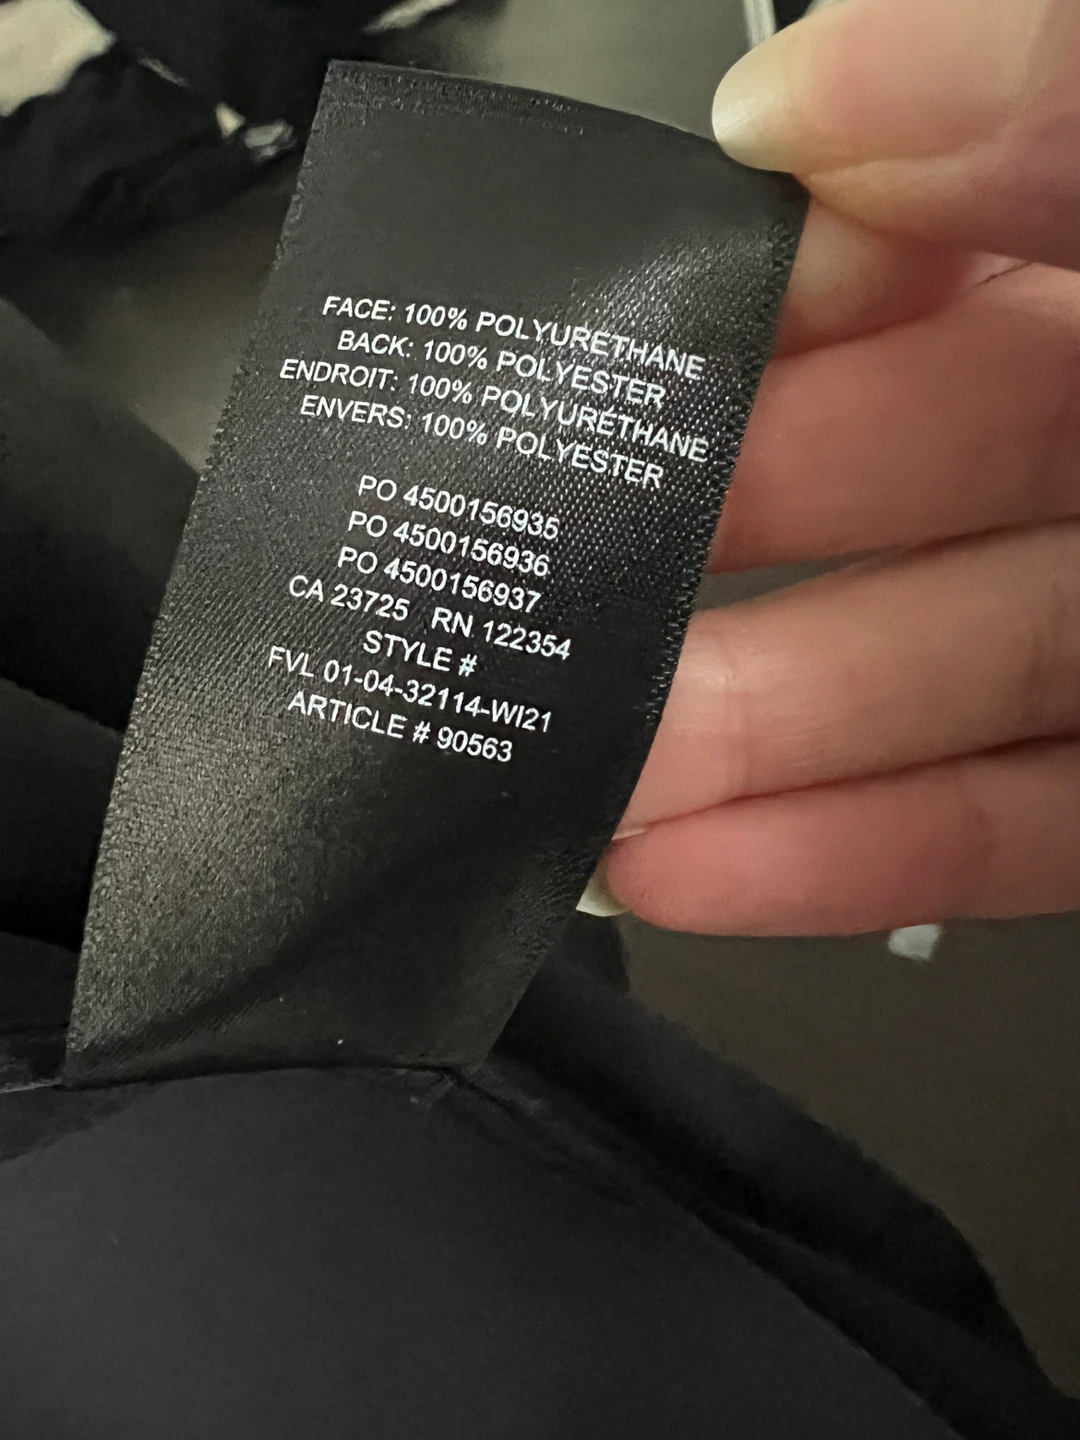 FACE: 100% POLYURETHANE
BACK: 100% POLYESTER
ENDROIT: 100% POLYURÉTHANE
ENVERS: 100% POLYESTER
PO 4500156935
PO 4500156936
PO 4500156937
CA 23725 RN 122354
STYLE #
FVL 01-04-32114-WI21
ARTICLE # 90563